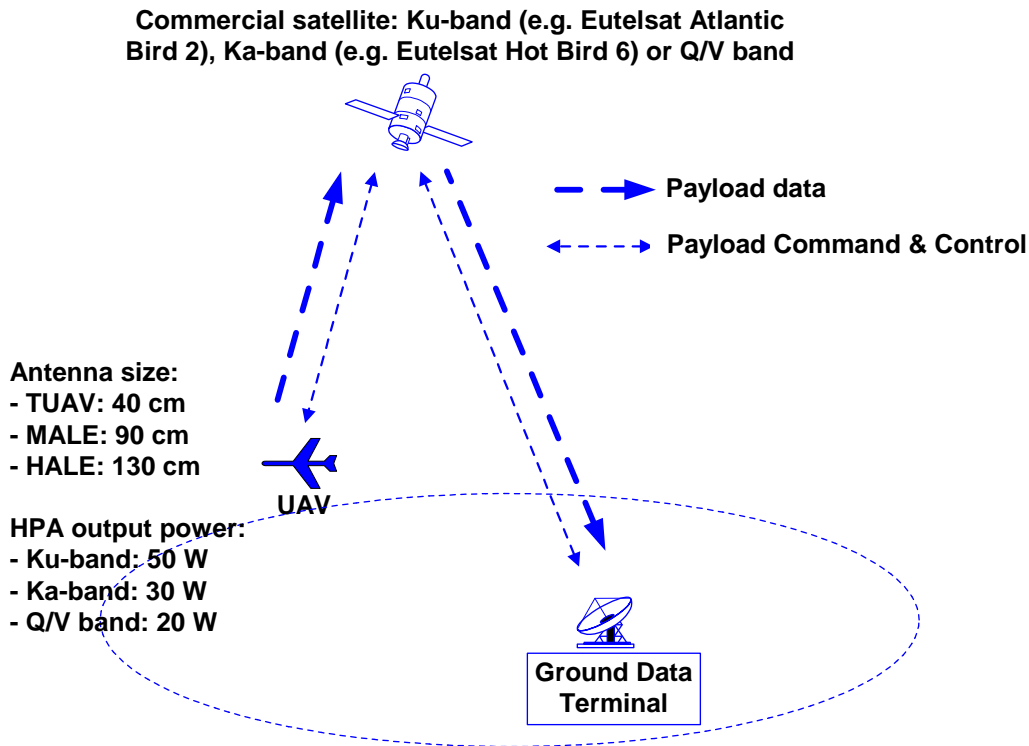 Commercial satellite: Ku-band (e.g. Eutelsat Atlantic
Bird 2), Ka-band (e.g. Eutelsat Hot Bird 6) or Q/V band
Payload data
Payload Command & Control
Antenna size:
- TUAV: 40 cm
- MALE: 90 cm
- HALE: 130 cm
UAV
HPA output power:
- Ku-band: 50 W
- Ka-band: 30 W
- Q/V band: 20 W
Ground Data
Terminal